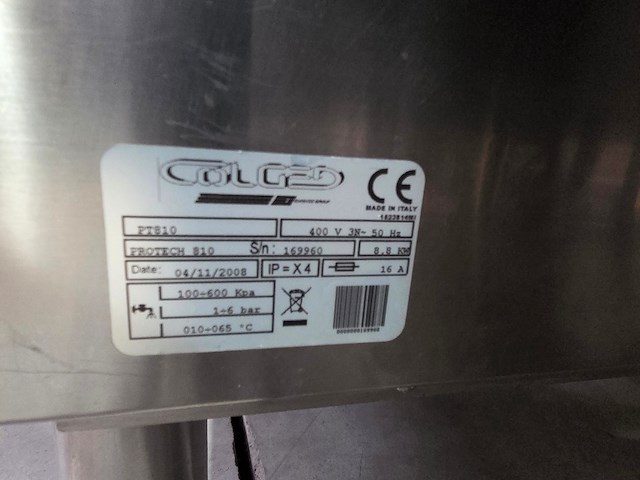 COLGED
CE
MADE IN ITALY
PT810
400 V 3N~ 50 Hz
PROTECH 810 S/n: 169960 8.8 KW
Date: 04/11/2008 IP = X4 16 A
100÷600 Kpa
1÷6 bar
010÷065 °C